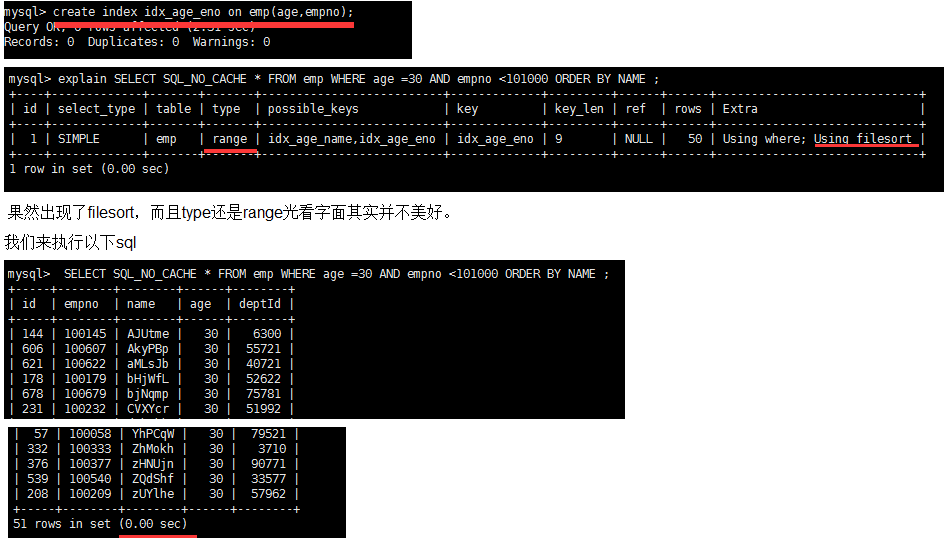 mysql> create index idx_age_eno on emp(age,empno);
Query OK, 0 rows affected (2.31 sec)
Records: 0  Duplicates: 0  Warnings: 0
mysql> explain SELECT SQL_NO_CACHE * FROM emp WHERE age =30 AND empno <101000 ORDER BY NAME ;
| id | select_type | table | type | possible_keys | key | key_len | ref | rows | Extra |
| 1 | SIMPLE | emp | range | idx_age_name,idx_age_eno | idx_age_eno | 9 | NULL | 50 | Using where; Using filesort |
1 row in set (0.00 sec)
果然出现了filesort，而且type还是range光看字面其实并不美好。
我们来执行以下sql
mysql>  SELECT SQL_NO_CACHE * FROM emp WHERE age =30 AND empno <101000 ORDER BY NAME ;
| id | empno | name | age | deptId |
| 144 | 100145 | AJUtme | 30 | 6300 |
| 606 | 100607 | AkyPBp | 30 | 55721 |
| 621 | 100622 | aMLsJb | 30 | 40721 |
| 178 | 100179 | bHjWfL | 30 | 52622 |
| 678 | 100679 | bjNqmp | 30 | 75781 |
| 231 | 100232 | CVXYcr | 30 | 51992 |
| 57 | 100058 | YhPCqW | 30 | 79521 |
| 332 | 100333 | ZhMokh | 30 | 3710 |
| 376 | 100377 | zHNUjn | 30 | 90771 |
| 539 | 100540 | ZQdShf | 30 | 33577 |
| 208 | 100209 | zUYlhe | 30 | 57962 |
51 rows in set (0.00 sec)